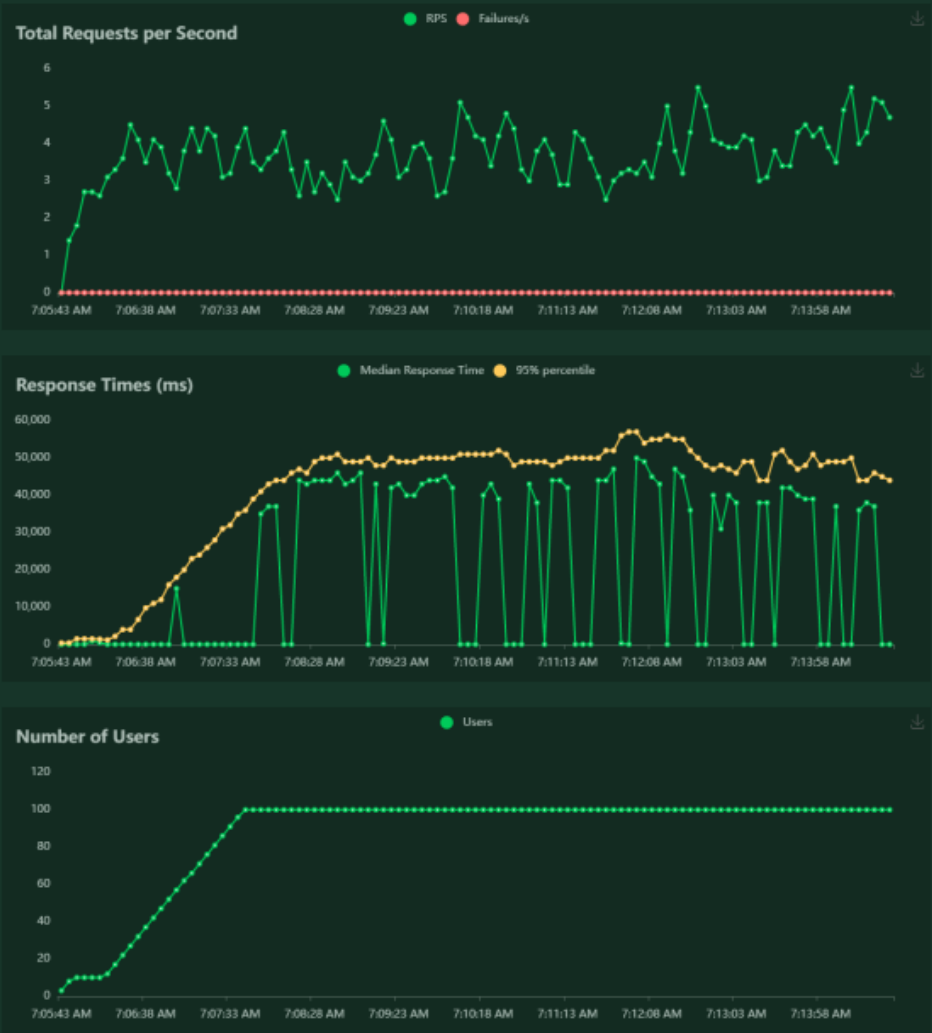 RPS Failures/s
Total Requests per Second
6
5
4
3
2
1
0
7:05:43 AM 7:06:38 AM 7:07:33 AM 7:08:28 AM 7:09:23 AM 7:10:18 AM 7:11:13 AM 7:12:08 AM 7:13:03 AM 7:13:58 AM
Median Response Time 95% percentile
Response Times (ms)
60,000
50,000
40,000
30,000
20,000
10,000
0
7:05:43 AM 7:06:38 AM 7:07:33 AM 7:08:28 AM 7:09:23 AM 7:10:18 AM 7:11:13 AM 7:12:08 AM 7:13:03 AM 7:13:58 AM
Users
Number of Users
120
100
80
60
40
20
0
7:05:43 AM 7:06:38 AM 7:07:33 AM 7:08:28 AM 7:09:23 AM 7:10:18 AM 7:11:13 AM 7:12:08 AM 7:13:03 AM 7:13:58 AM